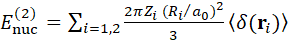 E_nuc^(2) = ∑_{i=1,2} (2πZ_i (R_i/a_0)^2)/3 ⟨δ(r_i)⟩